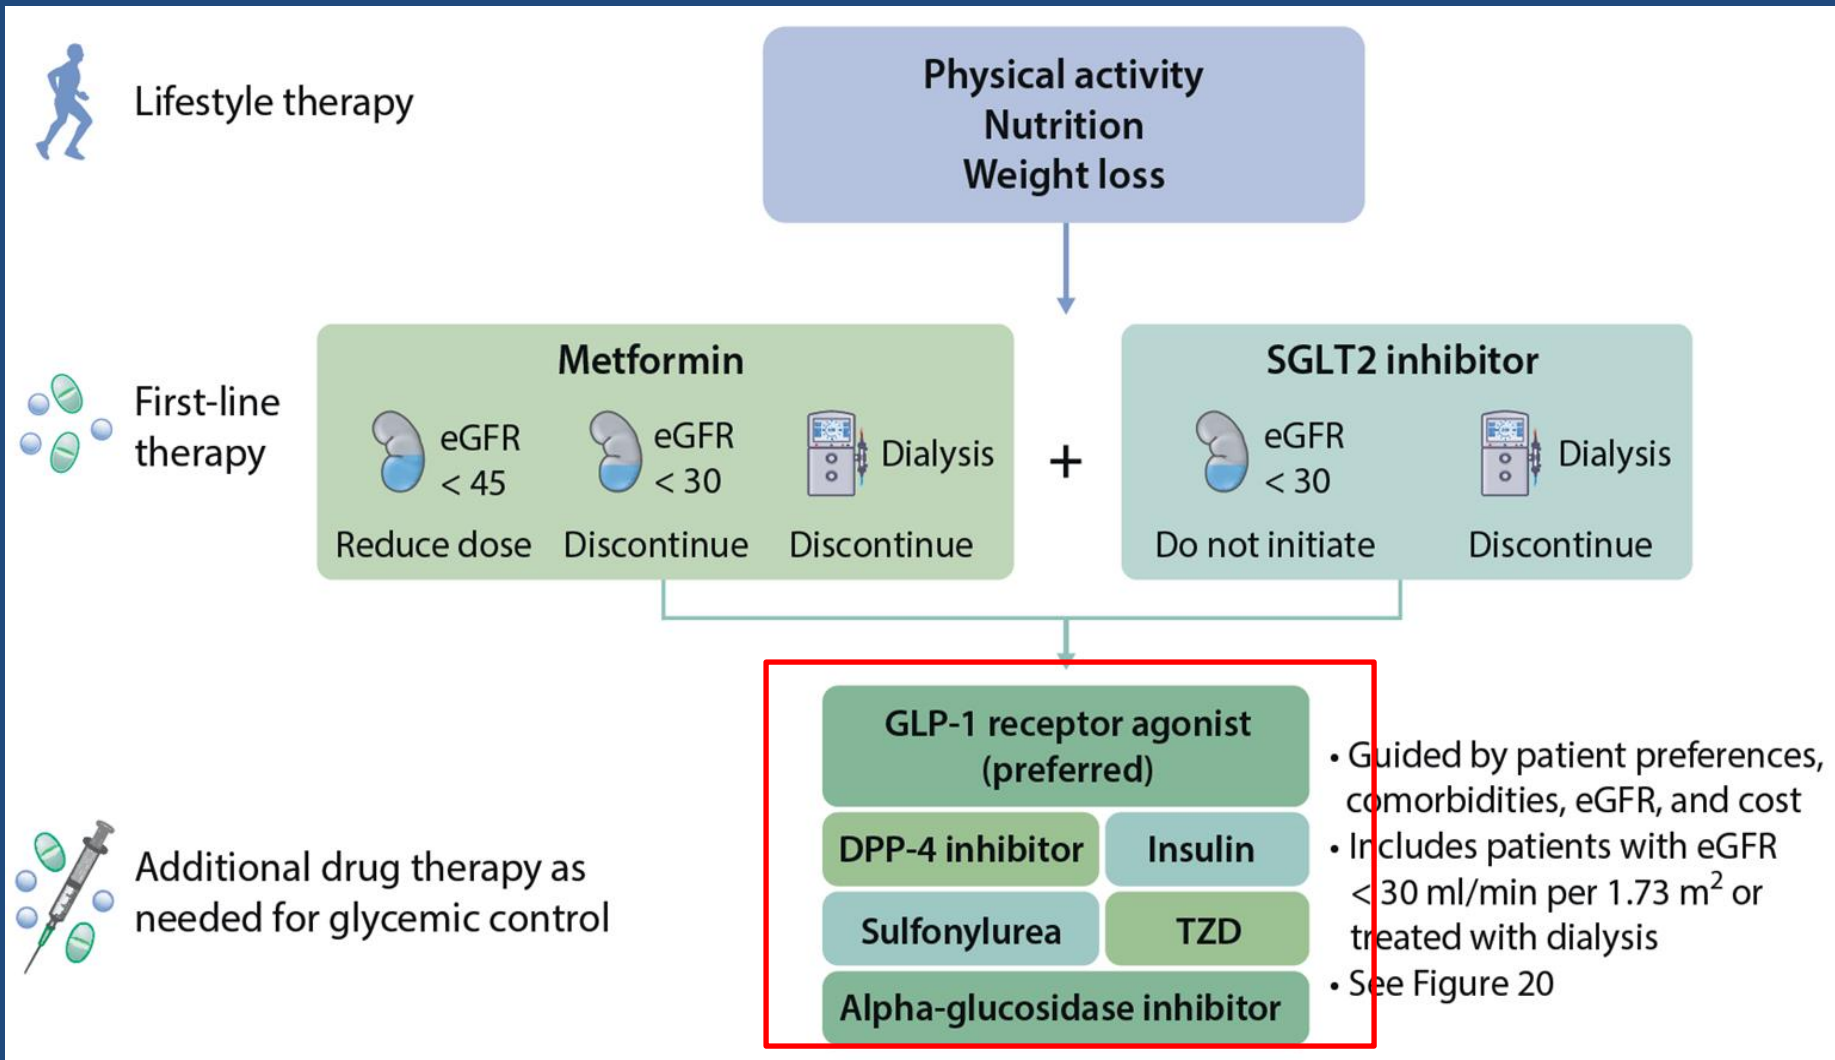 Lifestyle therapy
Physical activity
Nutrition
Weight loss
First-line
therapy
Metformin
eGFR
< 45
Reduce dose
eGFR
< 30
Discontinue
Dialysis
Discontinue
+
SGLT2 inhibitor
eGFR
< 30
Do not initiate
Dialysis
Discontinue
Additional drug therapy as
needed for glycemic control
GLP-1 receptor agonist
(preferred)
DPP-4 inhibitor
Insulin
Sulfonylurea
TZD
Alpha-glucosidase inhibitor
• Guided by patient preferences,
comorbidities, eGFR, and cost
• Includes patients with eGFR
< 30 ml/min per 1.73 m² or
treated with dialysis
• See Figure 20